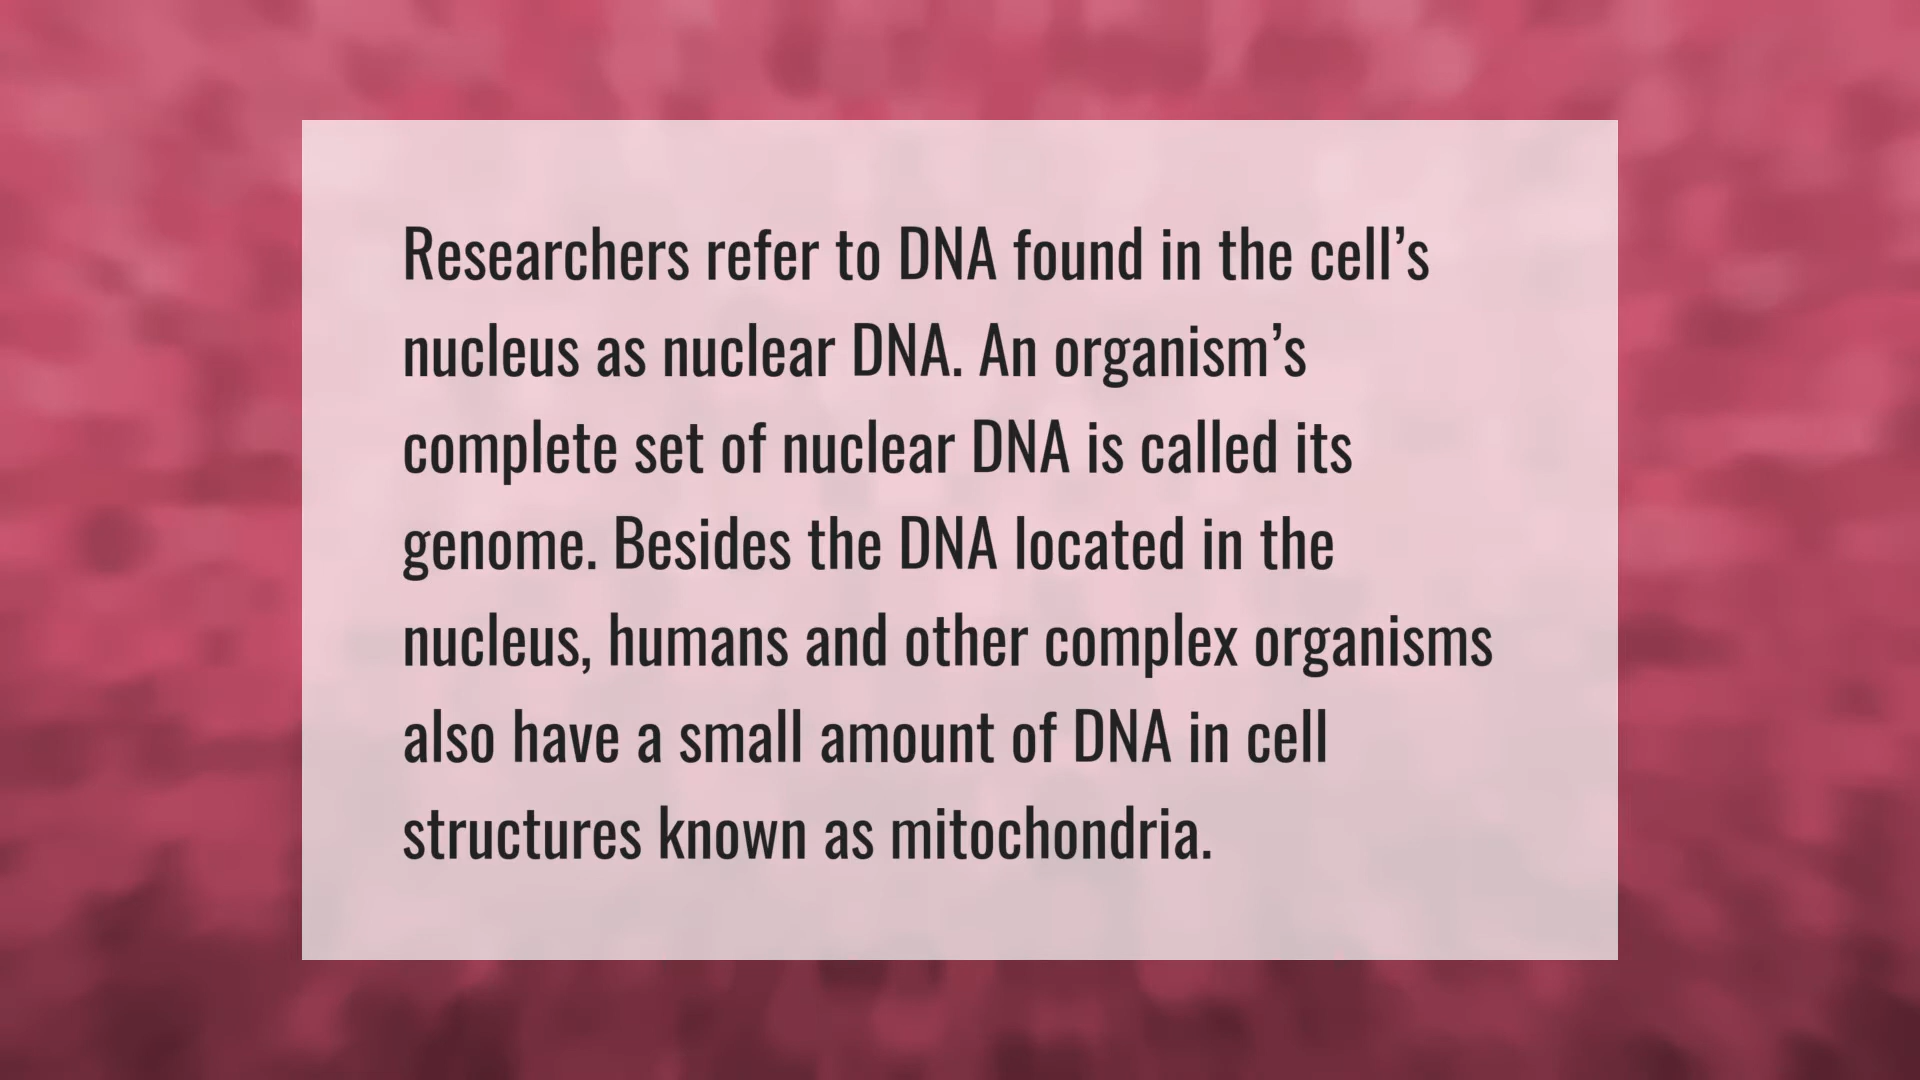 Researchers refer to DNA found in the cell’s
nucleus as nuclear DNA. An organism’s
complete set of nuclear DNA is called its
genome. Besides the DNA located in the
nucleus, humans and other complex organisms
also have a small amount of DNA in cell
structures known as mitochondria.